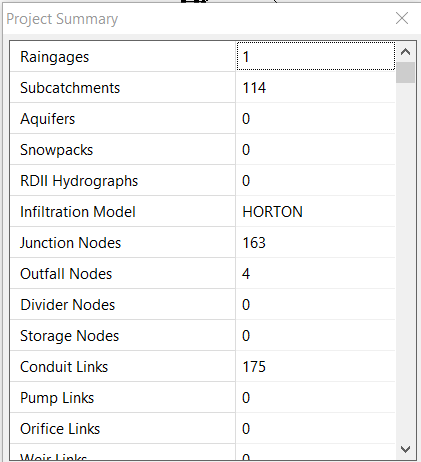 Project Summary
Raingages 1
Subcatchments 114
Aquifers 0
Snowpacks 0
RDII Hydrographs 0
Infiltration Model HORTON
Junction Nodes 163
Outfall Nodes 4
Divider Nodes 0
Storage Nodes 0
Conduit Links 175
Pump Links 0
Orifice Links 0
Weir Links 0